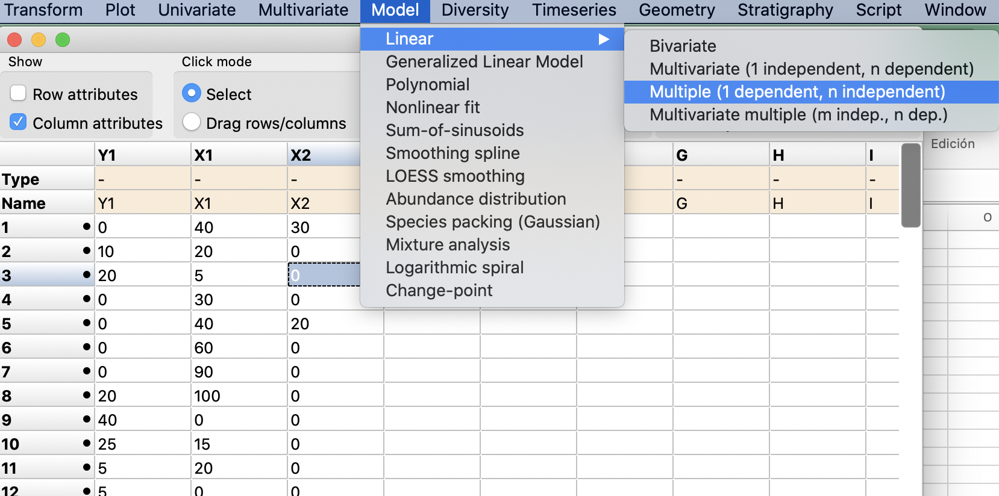 Transform Plot Univariate Multivariate Model Diversity Timeseries Geometry Stratigraphy Script Window
Show
Click mode
Row attributes
Select
Column attributes
Drag rows/columns
Linear
Generalized Linear Model
Polynomial
Nonlinear fit
Sum-of-sinusoids
Smoothing spline
LOESS smoothing
Abundance distribution
Species packing (Gaussian)
Mixture analysis
Logarithmic spiral
Change-point
Bivariate
Multivariate (1 independent, n dependent)
Multiple (1 dependent, n independent)
Multivariate multiple (m indep., n dep.)
Edición
O
Y1 X1 X2 G H I
Type - - - - - -
Name Y1 X1 X2 G H I
1 • 0 40 30
2 • 10 20 0
3 • 20 5 0
4 • 0 30 0
5 • 0 40 20
6 • 0 60 0
7 • 0 90 0
8 • 20 100 0
9 • 40 0 0
10 • 25 15 0
11 • 5 20 0
12 • 5 0 0